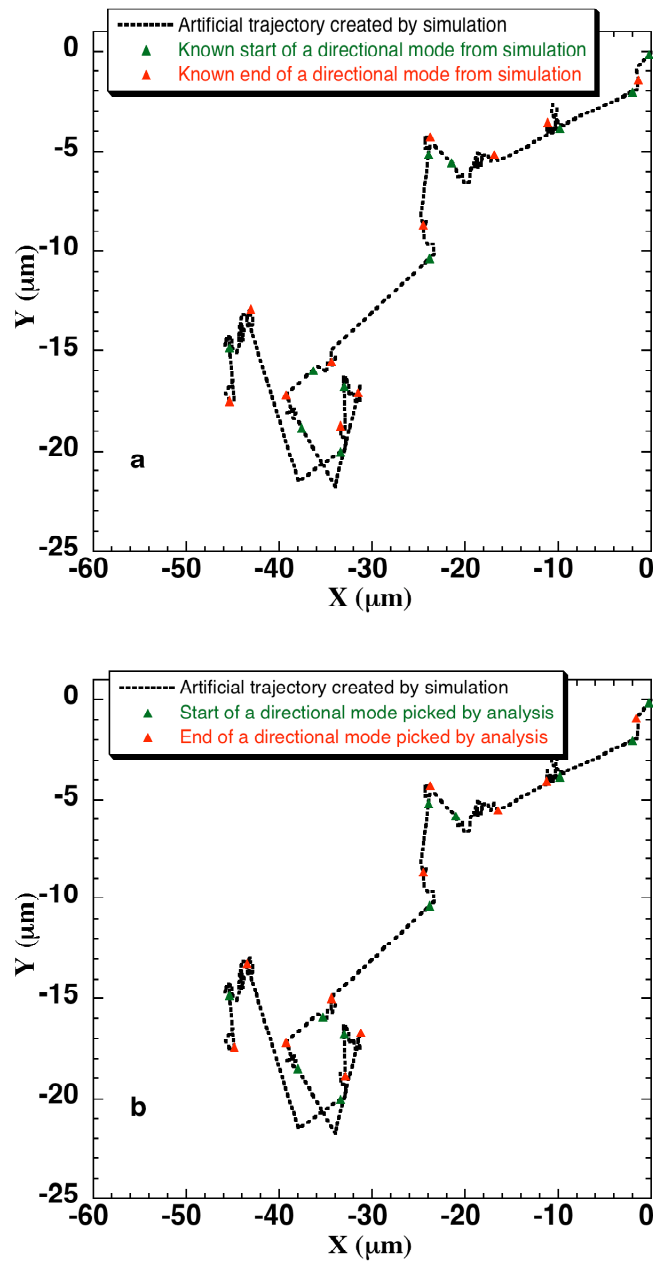 Artificial trajectory created by simulation
Known start of a directional mode from simulation
Known end of a directional mode from simulation
0
-5
-10
-15
-20
-25
Y (μm)
a
-60 -50 -40 -30 -20 -10 0
X (μm)
Artificial trajectory created by simulation
Start of a directional mode picked by analysis
End of a directional mode picked by analysis
0
-5
-10
-15
-20
-25
Y (μm)
b
-60 -50 -40 -30 -20 -10 0
X (μm)